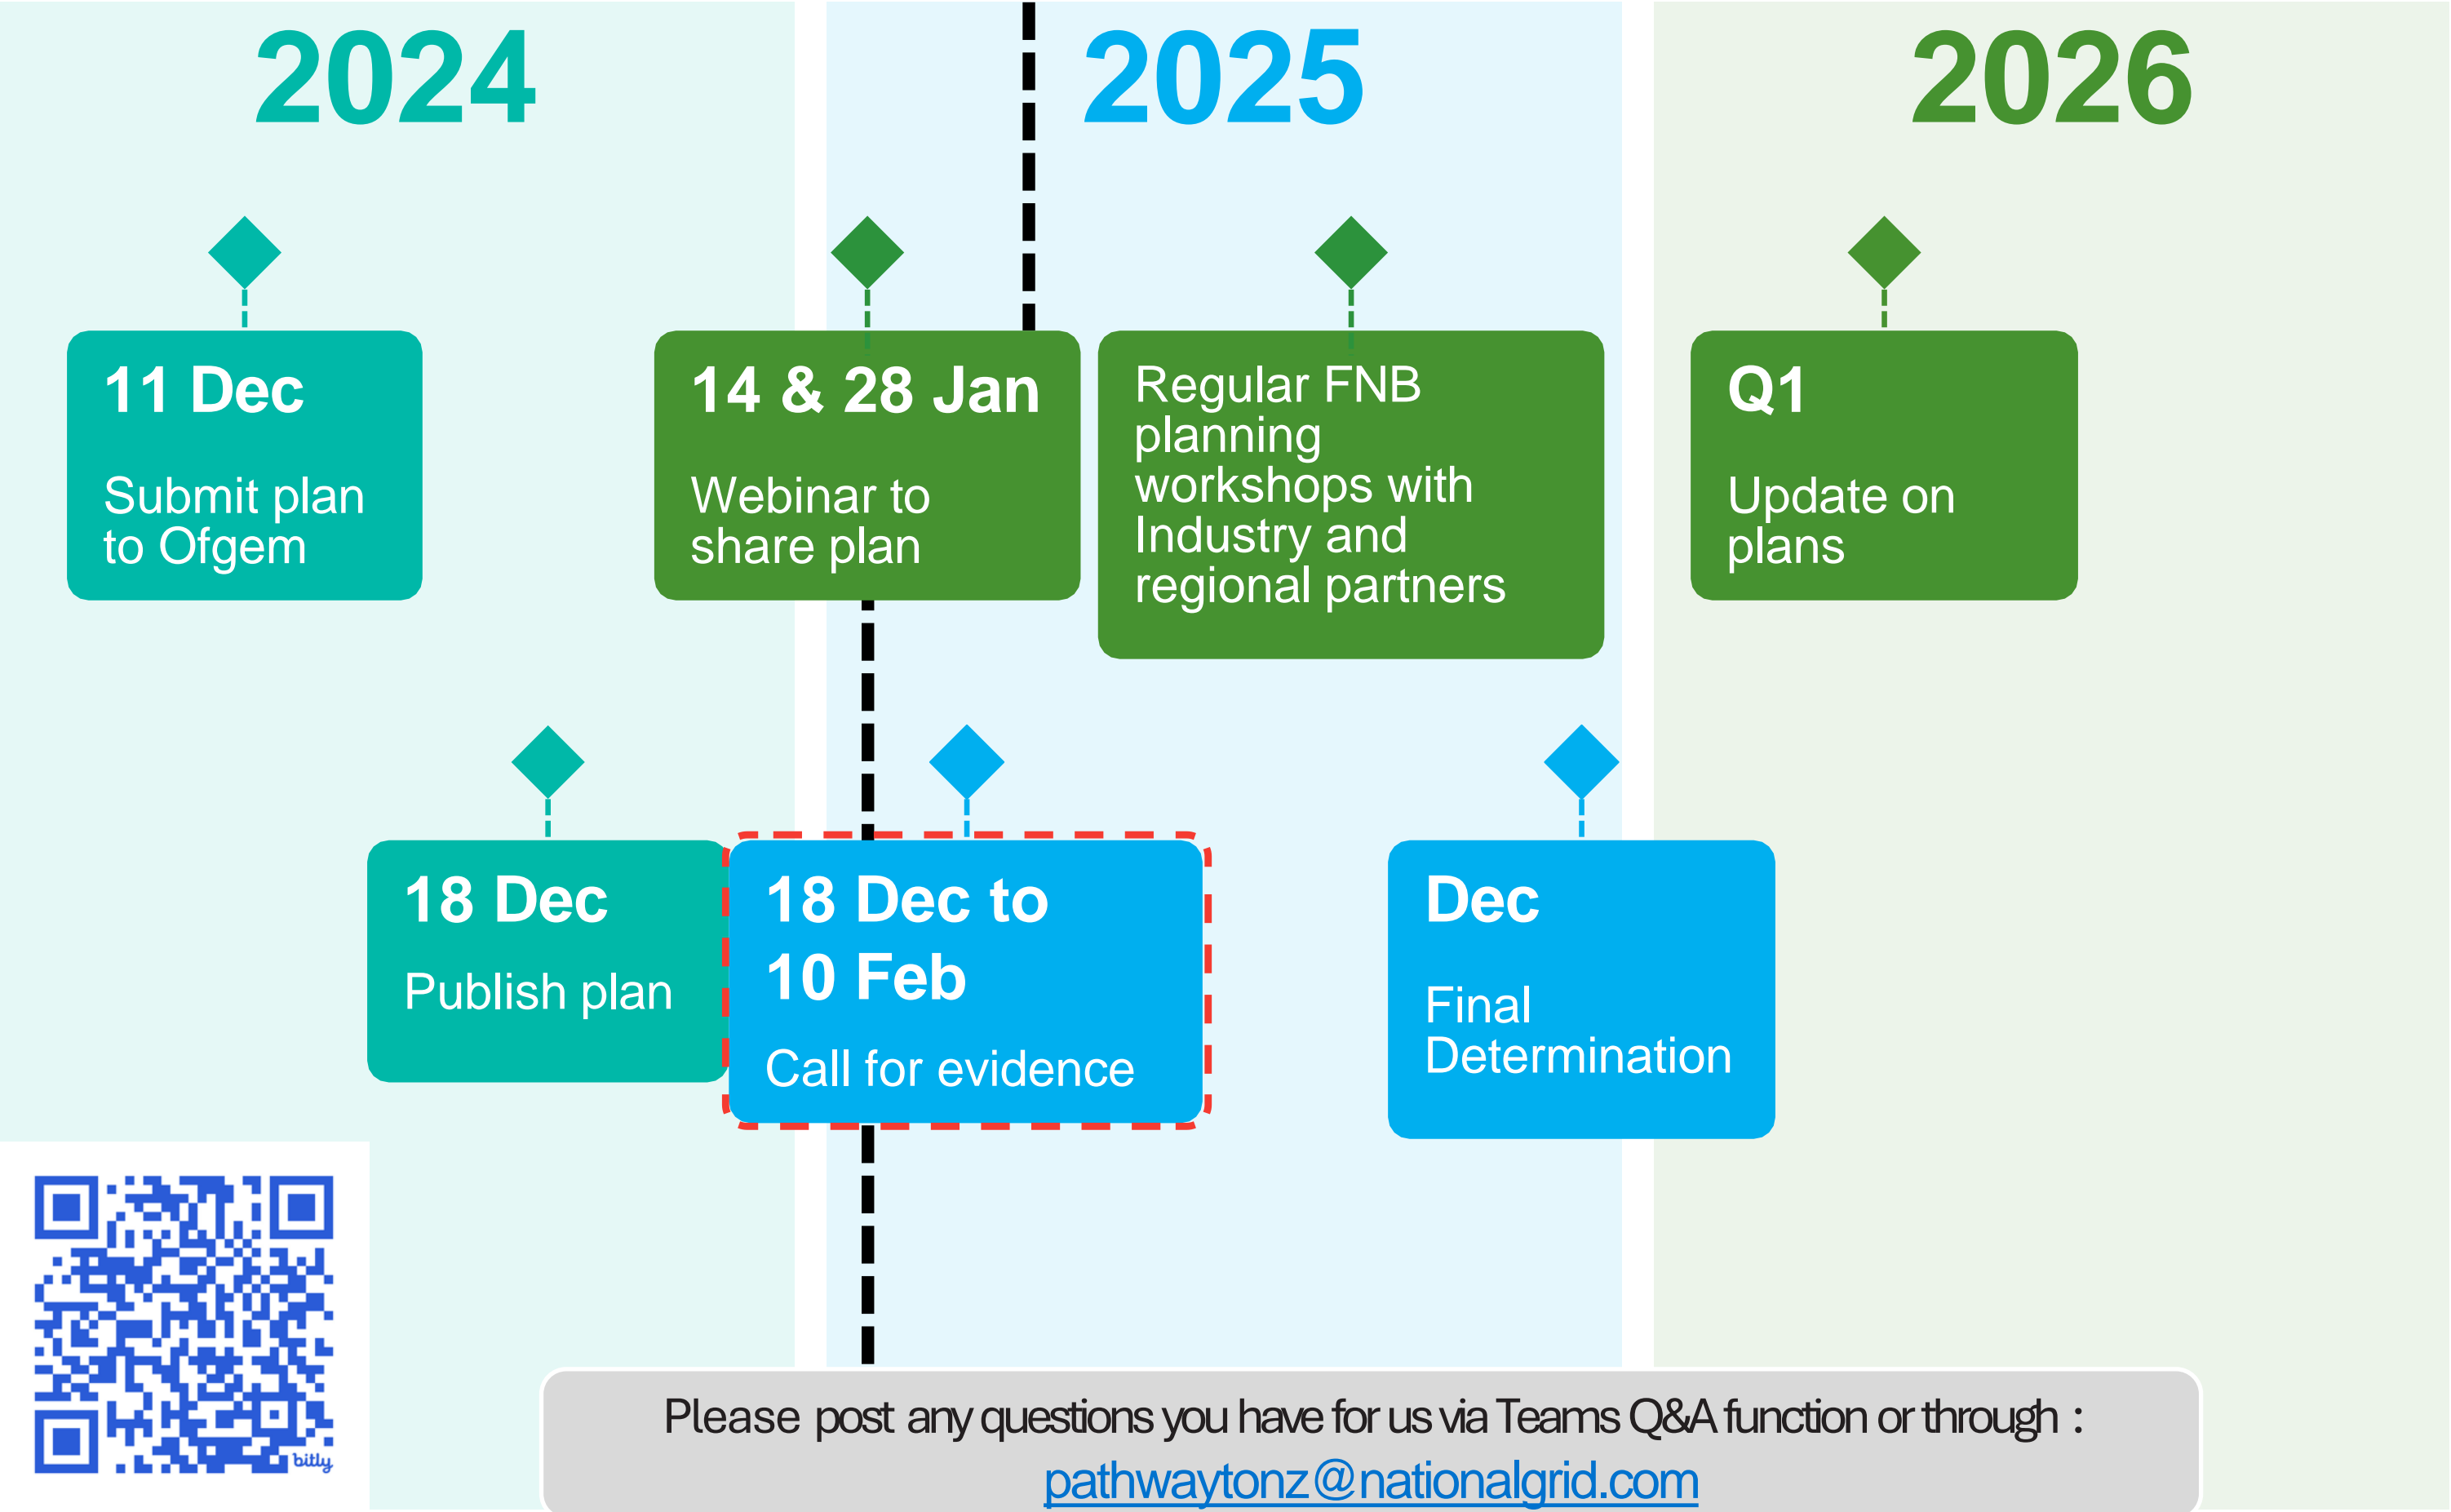 2024
2025
2026
11 Dec
Submit plan
to Ofgem
14 & 28 Jan
Webinar to
share plan
Regular FNB
planning
workshops with
Industry and
regional partners
Q1
Update on
plans
18 Dec
Publish plan
18 Dec to
10 Feb
Call for evidence
Dec
Final
Determination
bitly
Please post any questions you have for us via Teams Q&A function or through :
pathwaytonz@nationalgrid.com